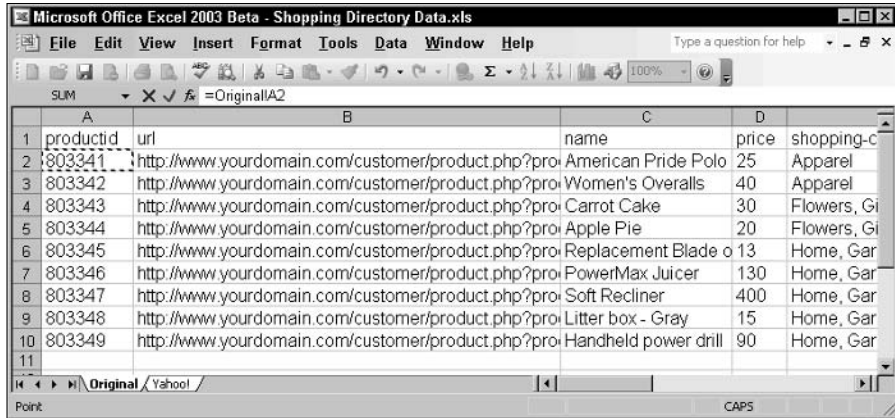 Microsoft Office Excel 2003 Beta - Shopping Directory Data.xls
File Edit View Insert Format Tools Data Window Help Type a question for help
100%
SUM =Original!A2
A B C D
1 productid url name price shopping-c
2 803341 http://www.yourdomain.com/customer/product.php?pro American Pride Polo 25 Apparel
3 803342 http://www.yourdomain.com/customer/product.php?pro Women's Overalls 40 Apparel
4 803343 http://www.yourdomain.com/customer/product.php?pro Carrot Cake 30 Flowers, Gi
5 803344 http://www.yourdomain.com/customer/product.php?pro Apple Pie 20 Flowers, Gi
6 803345 http://www.yourdomain.com/customer/product.php?pro Replacement Blade o 13 Home, Gar
7 803346 http://www.yourdomain.com/customer/product.php?pro PowerMax Juicer 130 Home, Gar
8 803347 http://www.yourdomain.com/customer/product.php?pro Soft Recliner 400 Home, Gar
9 803348 http://www.yourdomain.com/customer/product.php?pro Litter box - Gray 15 Home, Gar
10 803349 http://www.yourdomain.com/customer/product.php?pro Handheld power drill 90 Home, Gar
11
Original Yahoo!
Point CAPS